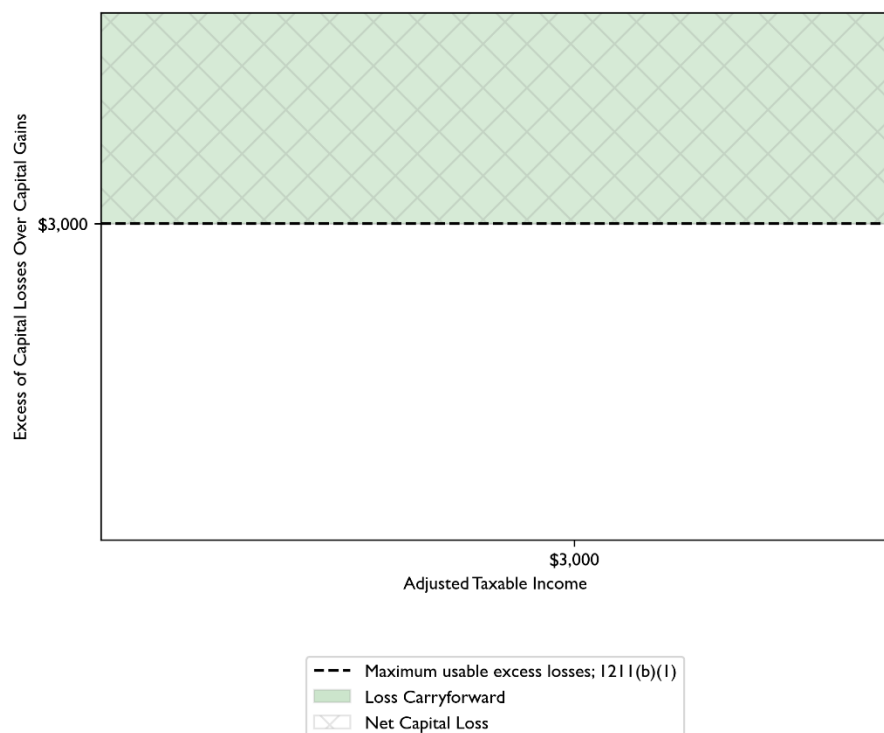 Excess of Capital Losses Over Capital Gains
$3,000
$3,000
Adjusted Taxable Income
Maximum usable excess losses; 1211(b)(1)
Loss Carryforward
Net Capital Loss